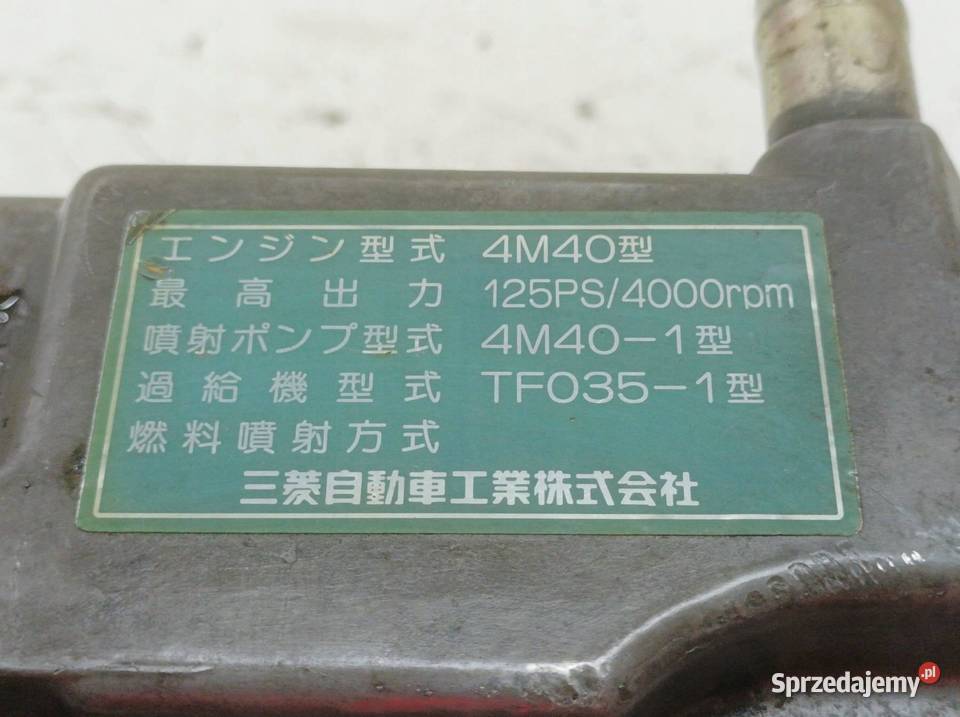 エンジン型式 4M40型
最高出力 125PS/4000rpm
噴射ポンプ型式 4M40-1型
過給機型式 TF035-1型
燃料噴射方式
三菱自動車工業株式会社
Sprzedajemy.pl